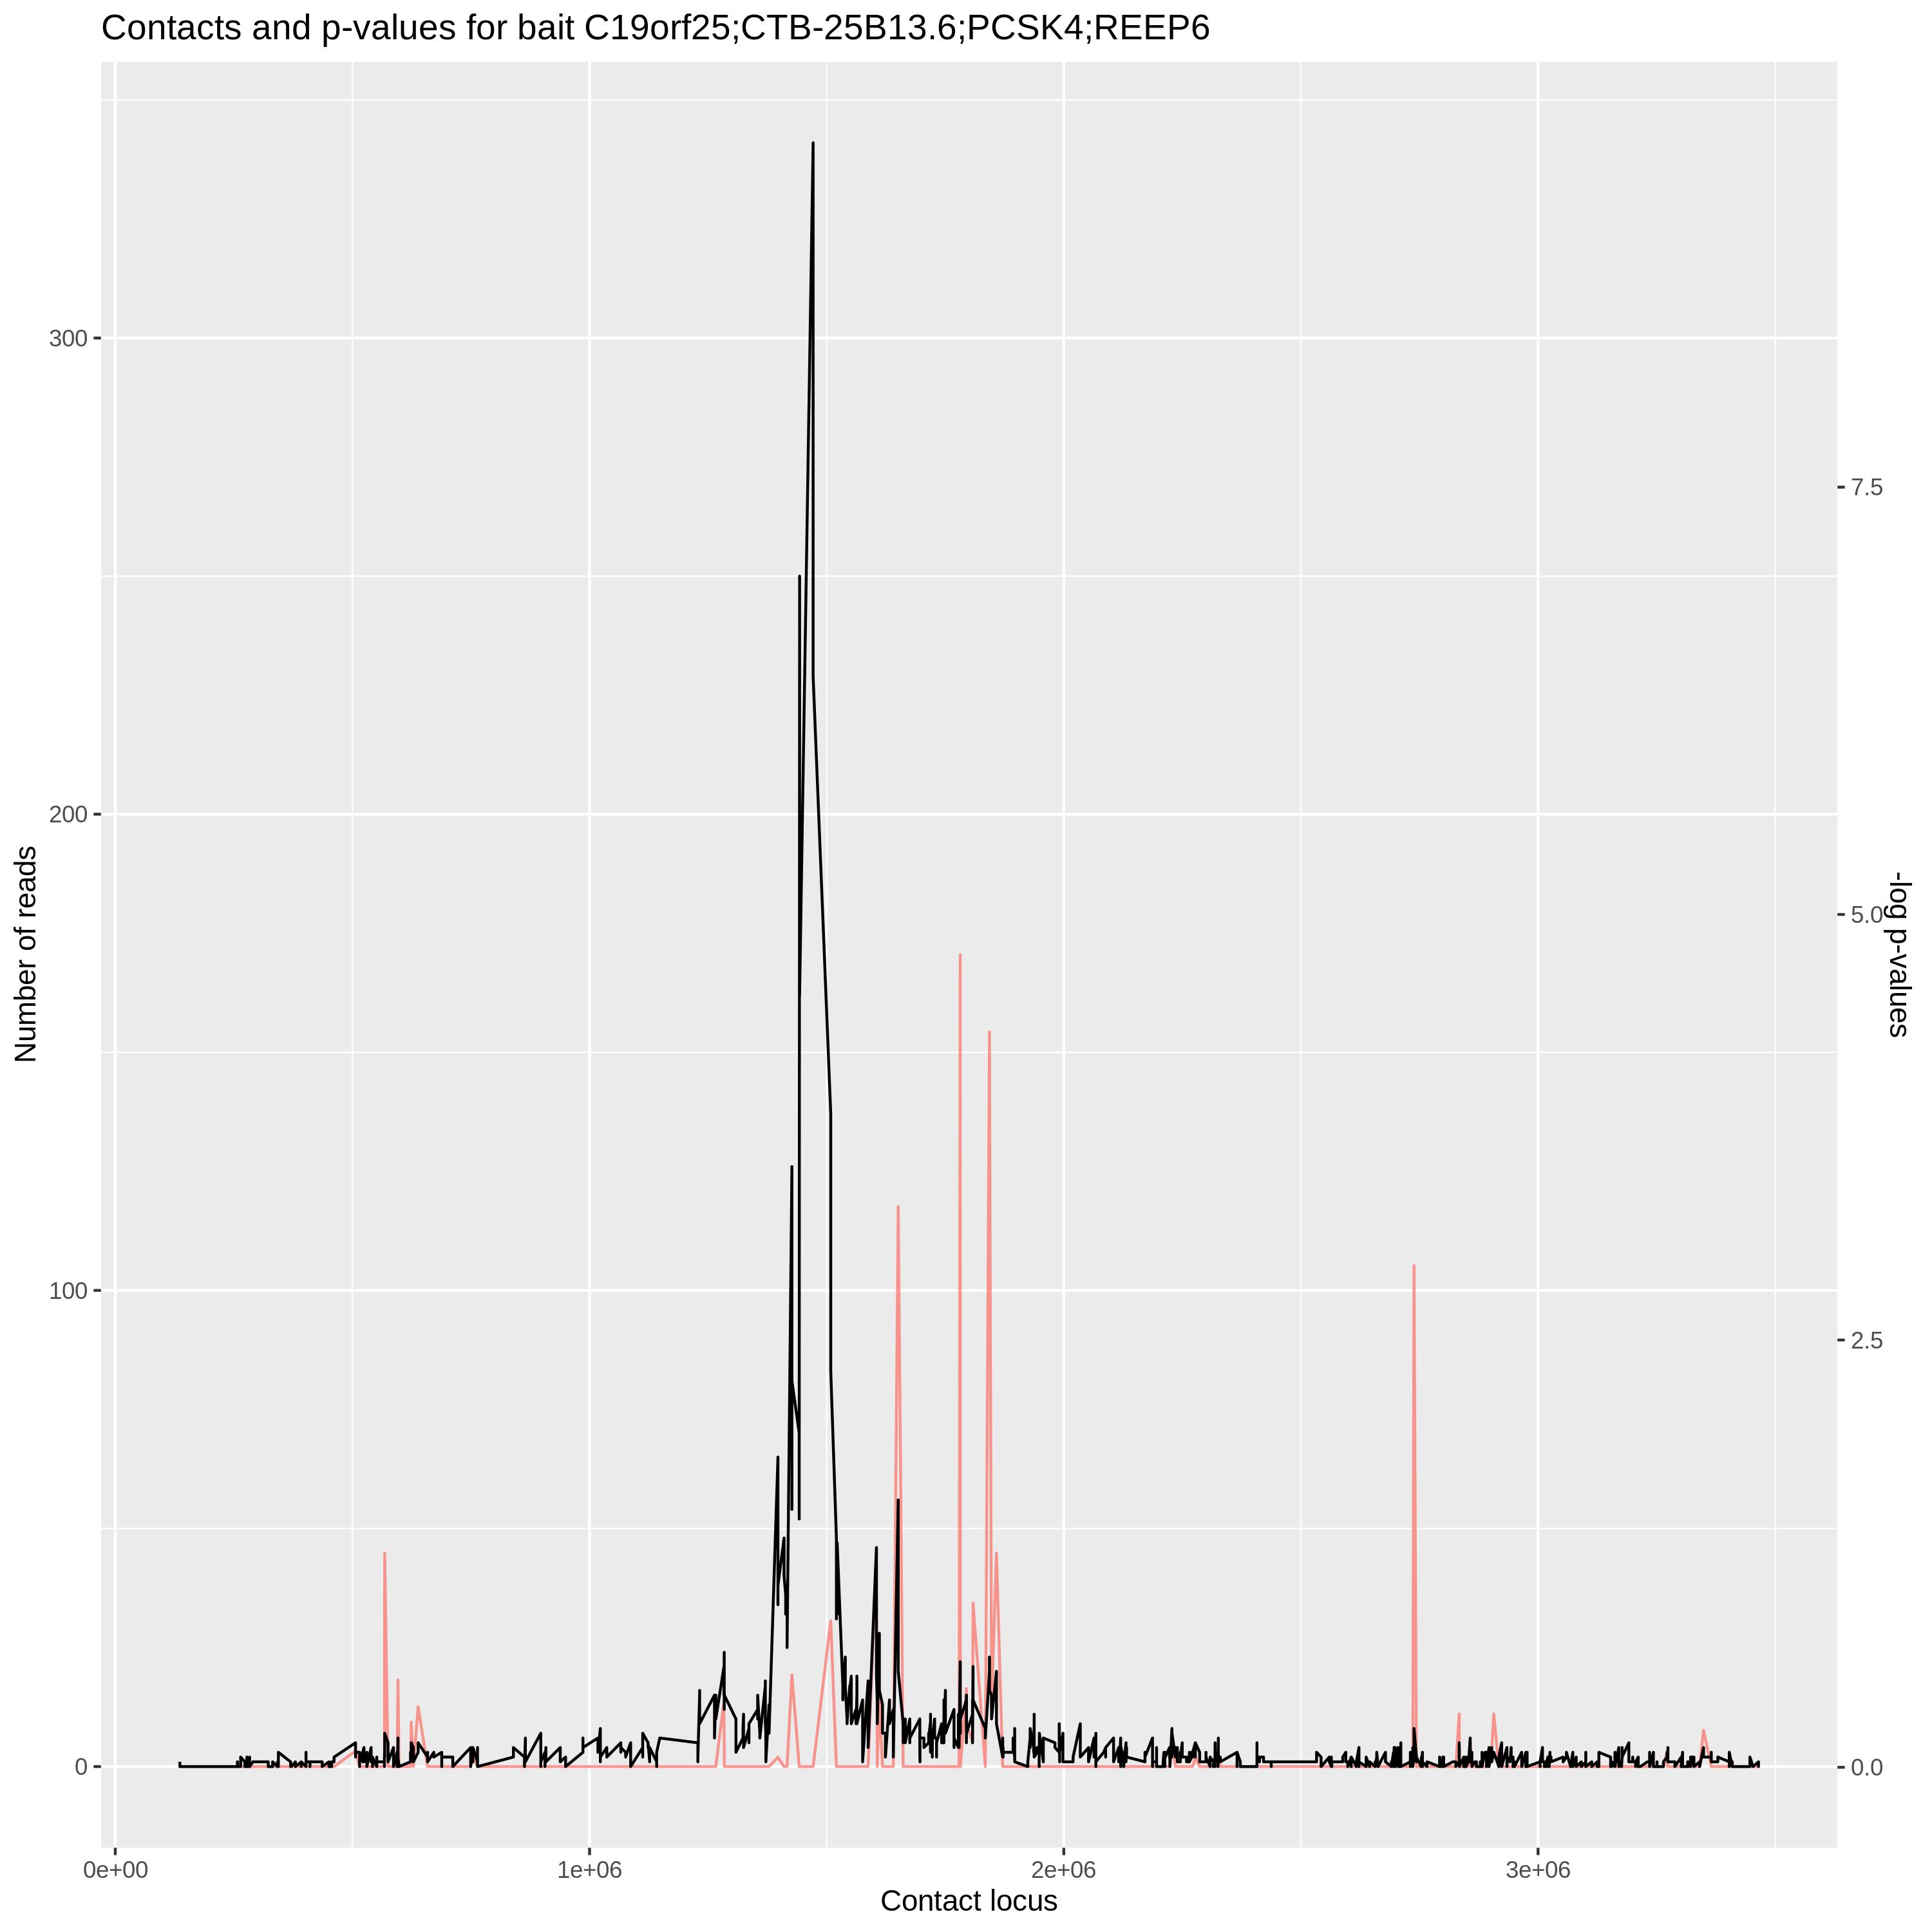 Contacts and p-values for bait C19orf25;CTB-25B13.6;PCSK4;REEP6
300
200
100
0
Number of reads
7.5
5.0
2.5
0.0
-log p-values
0e+00 1e+06 2e+06 3e+06
Contact locus